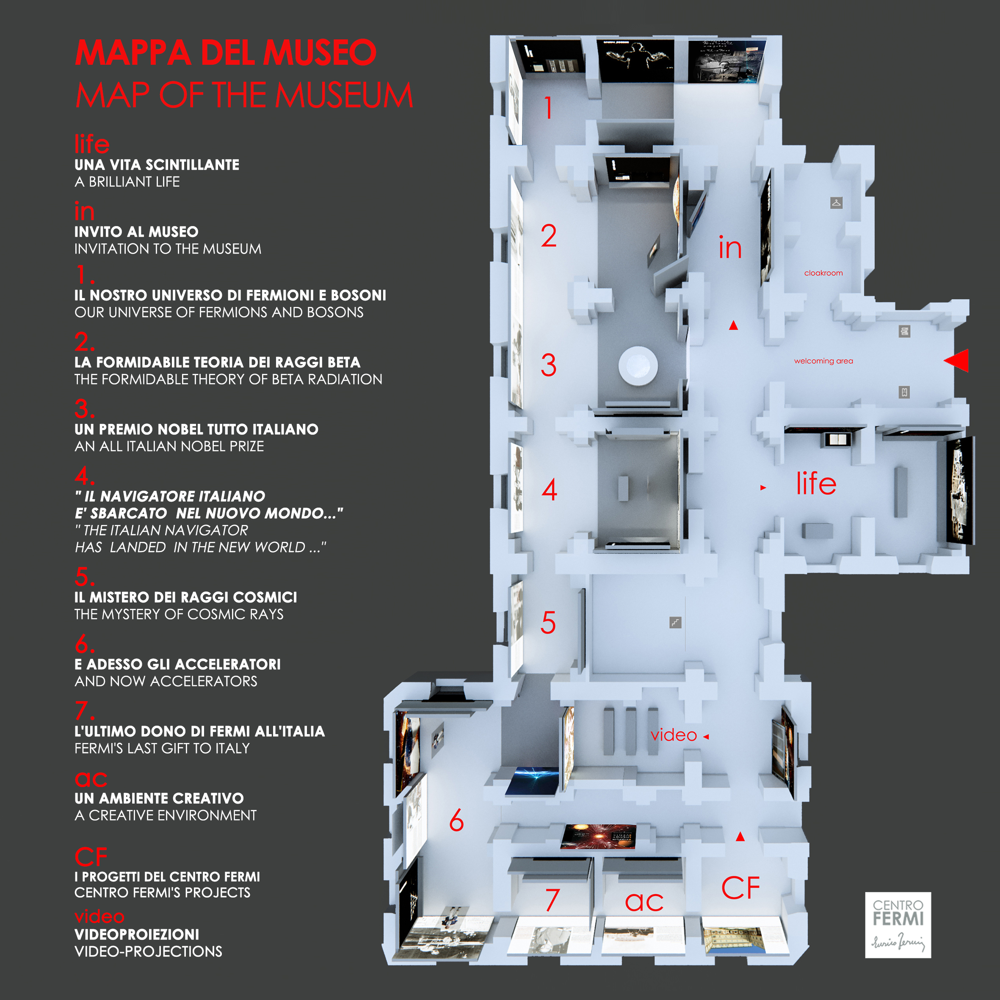 MAPPA DEL MUSEO
MAP OF THE MUSEUM
life
UNA VITA SCINTILLANTE
A BRILLIANT LIFE
in
INVITO AL MUSEO
INVITATION TO THE MUSEUM
1.
IL NOSTRO UNIVERSO DI FERMIONI E BOSONI
OUR UNIVERSE OF FERMIONS AND BOSONS
2.
LA FORMIDABILE TEORIA DEI RAGGI BETA
THE FORMIDABLE THEORY OF BETA RADIATION
3.
UN PREMIO NOBEL TUTTO ITALIANO
AN ALL ITALIAN NOBEL PRIZE
4.
" IL NAVIGATORE ITALIANO
E' SBARCATO NEL NUOVO MONDO..."
" THE ITALIAN NAVIGATOR
HAS LANDED IN THE NEW WORLD ..."
5.
IL MISTERO DEI RAGGI COSMICI
THE MYSTERY OF COSMIC RAYS
6.
E ADESSO GLI ACCELERATORI
AND NOW ACCELERATORS
7.
L'ULTIMO DONO DI FERMI ALL'ITALIA
FERMI'S LAST GIFT TO ITALY
ac
UN AMBIENTE CREATIVO
A CREATIVE ENVIRONMENT
CF
I PROGETTI DEL CENTRO FERMI
CENTRO FERMI'S PROJECTS
video
VIDEOPROIEZIONI
VIDEO-PROJECTIONS
1
2
in
cloakroom
3
welcoming area
4
life
5
video
6
7
ac
CF
CENTRO
FERMI
Enrico Fermi